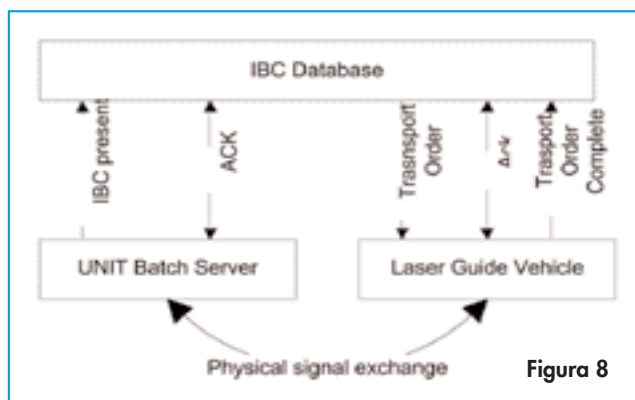 IBC Database
IBC present
ACK
Trasnsport
Order
Ack
Trasport
Order
Complete
UNIT Batch Server
Laser Guide Vehicle
Physical signal exchange
Figura 8